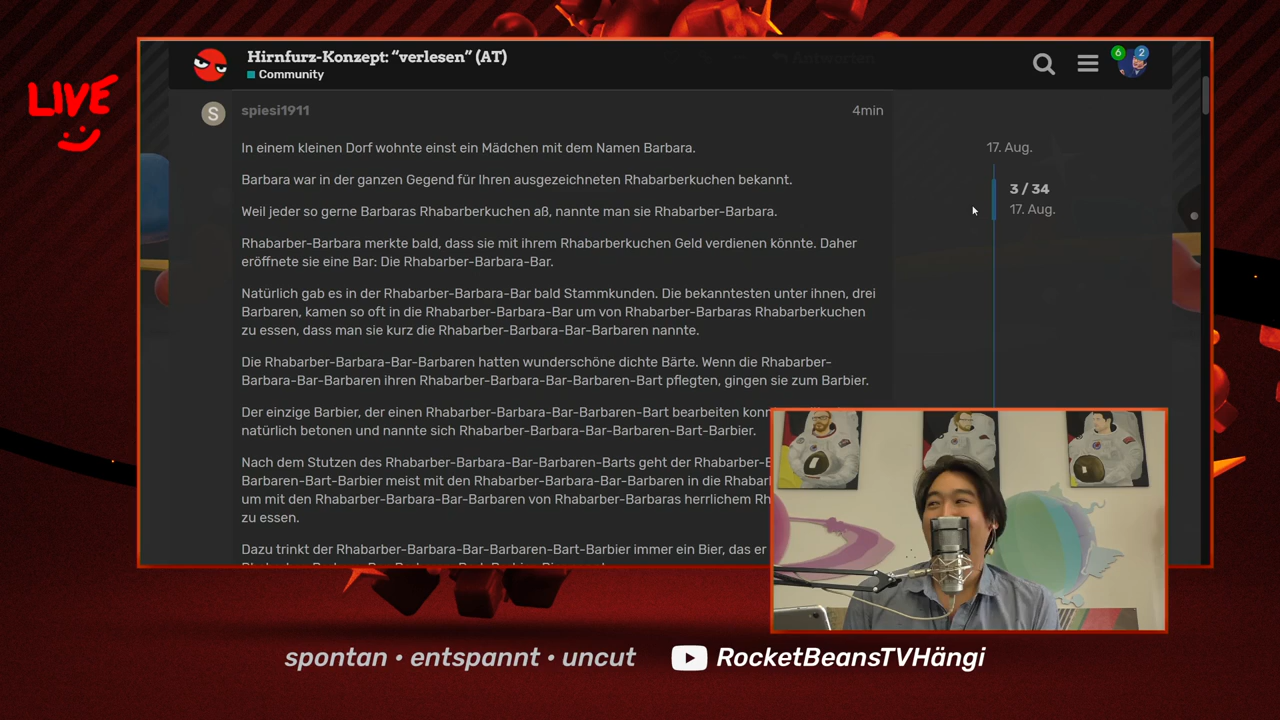 LIVE
Hirnfurz-Konzept: “verlesen” (AT)
Community
Antworten
6
2
S
spiesi1911
4min
In einem kleinen Dorf wohnte einst ein Mädchen mit dem Namen Barbara.
Barbara war in der ganzen Gegend für Ihren ausgezeichneten Rhabarberkuchen bekannt.
Weil jeder so gerne Barbaras Rhabarberkuchen aß, nannte man sie Rhabarber-Barbara.
Rhabarber-Barbara merkte bald, dass sie mit ihrem Rhabarberkuchen Geld verdienen könnte. Daher
eröffnete sie eine Bar: Die Rhabarber-Barbara-Bar.
Natürlich gab es in der Rhabarber-Barbara-Bar bald Stammkunden. Die bekanntesten unter ihnen, drei
Barbaren, kamen so oft in die Rhabarber-Barbara-Bar um von Rhabarber-Barbaras Rhabarberkuchen
zu essen, dass man sie kurz die Rhabarber-Barbara-Bar-Barbaren nannte.
Die Rhabarber-Barbara-Bar-Barbaren hatten wunderschöne dichte Bärte. Wenn die Rhabarber-
Barbara-Bar-Barbaren ihren Rhabarber-Barbara-Bar-Barbaren-Bart pflegten, gingen sie zum Barbier.
Der einzige Barbier, der einen Rhabarber-Barbara-Bar-Barbaren-Bart bearbeiten
natürlich betonen und nannte sich Rhabarber-Barbara-Bar-Barbaren-Bart-Barbier.
Nach dem Stutzen des Rhabarber-Barbara-Bar-Barbaren-Barts geht der
Barbaren-Bart-Barbier meist mit den Rhabarber-Barbara-Bar-Barbaren in die
um mit den Rhabarber-Barbara-Bar-Barbaren von Rhabarber-Barbaras herrlichem
zu essen.
Dazu trinkt der Rhabarber-Barbara-Bar-Barbaren-Bart-Barbier immer ein Bier, das er
17. Aug.
3 / 34
17. Aug.
spontan • entspannt • uncut
RocketBeansTVHängi